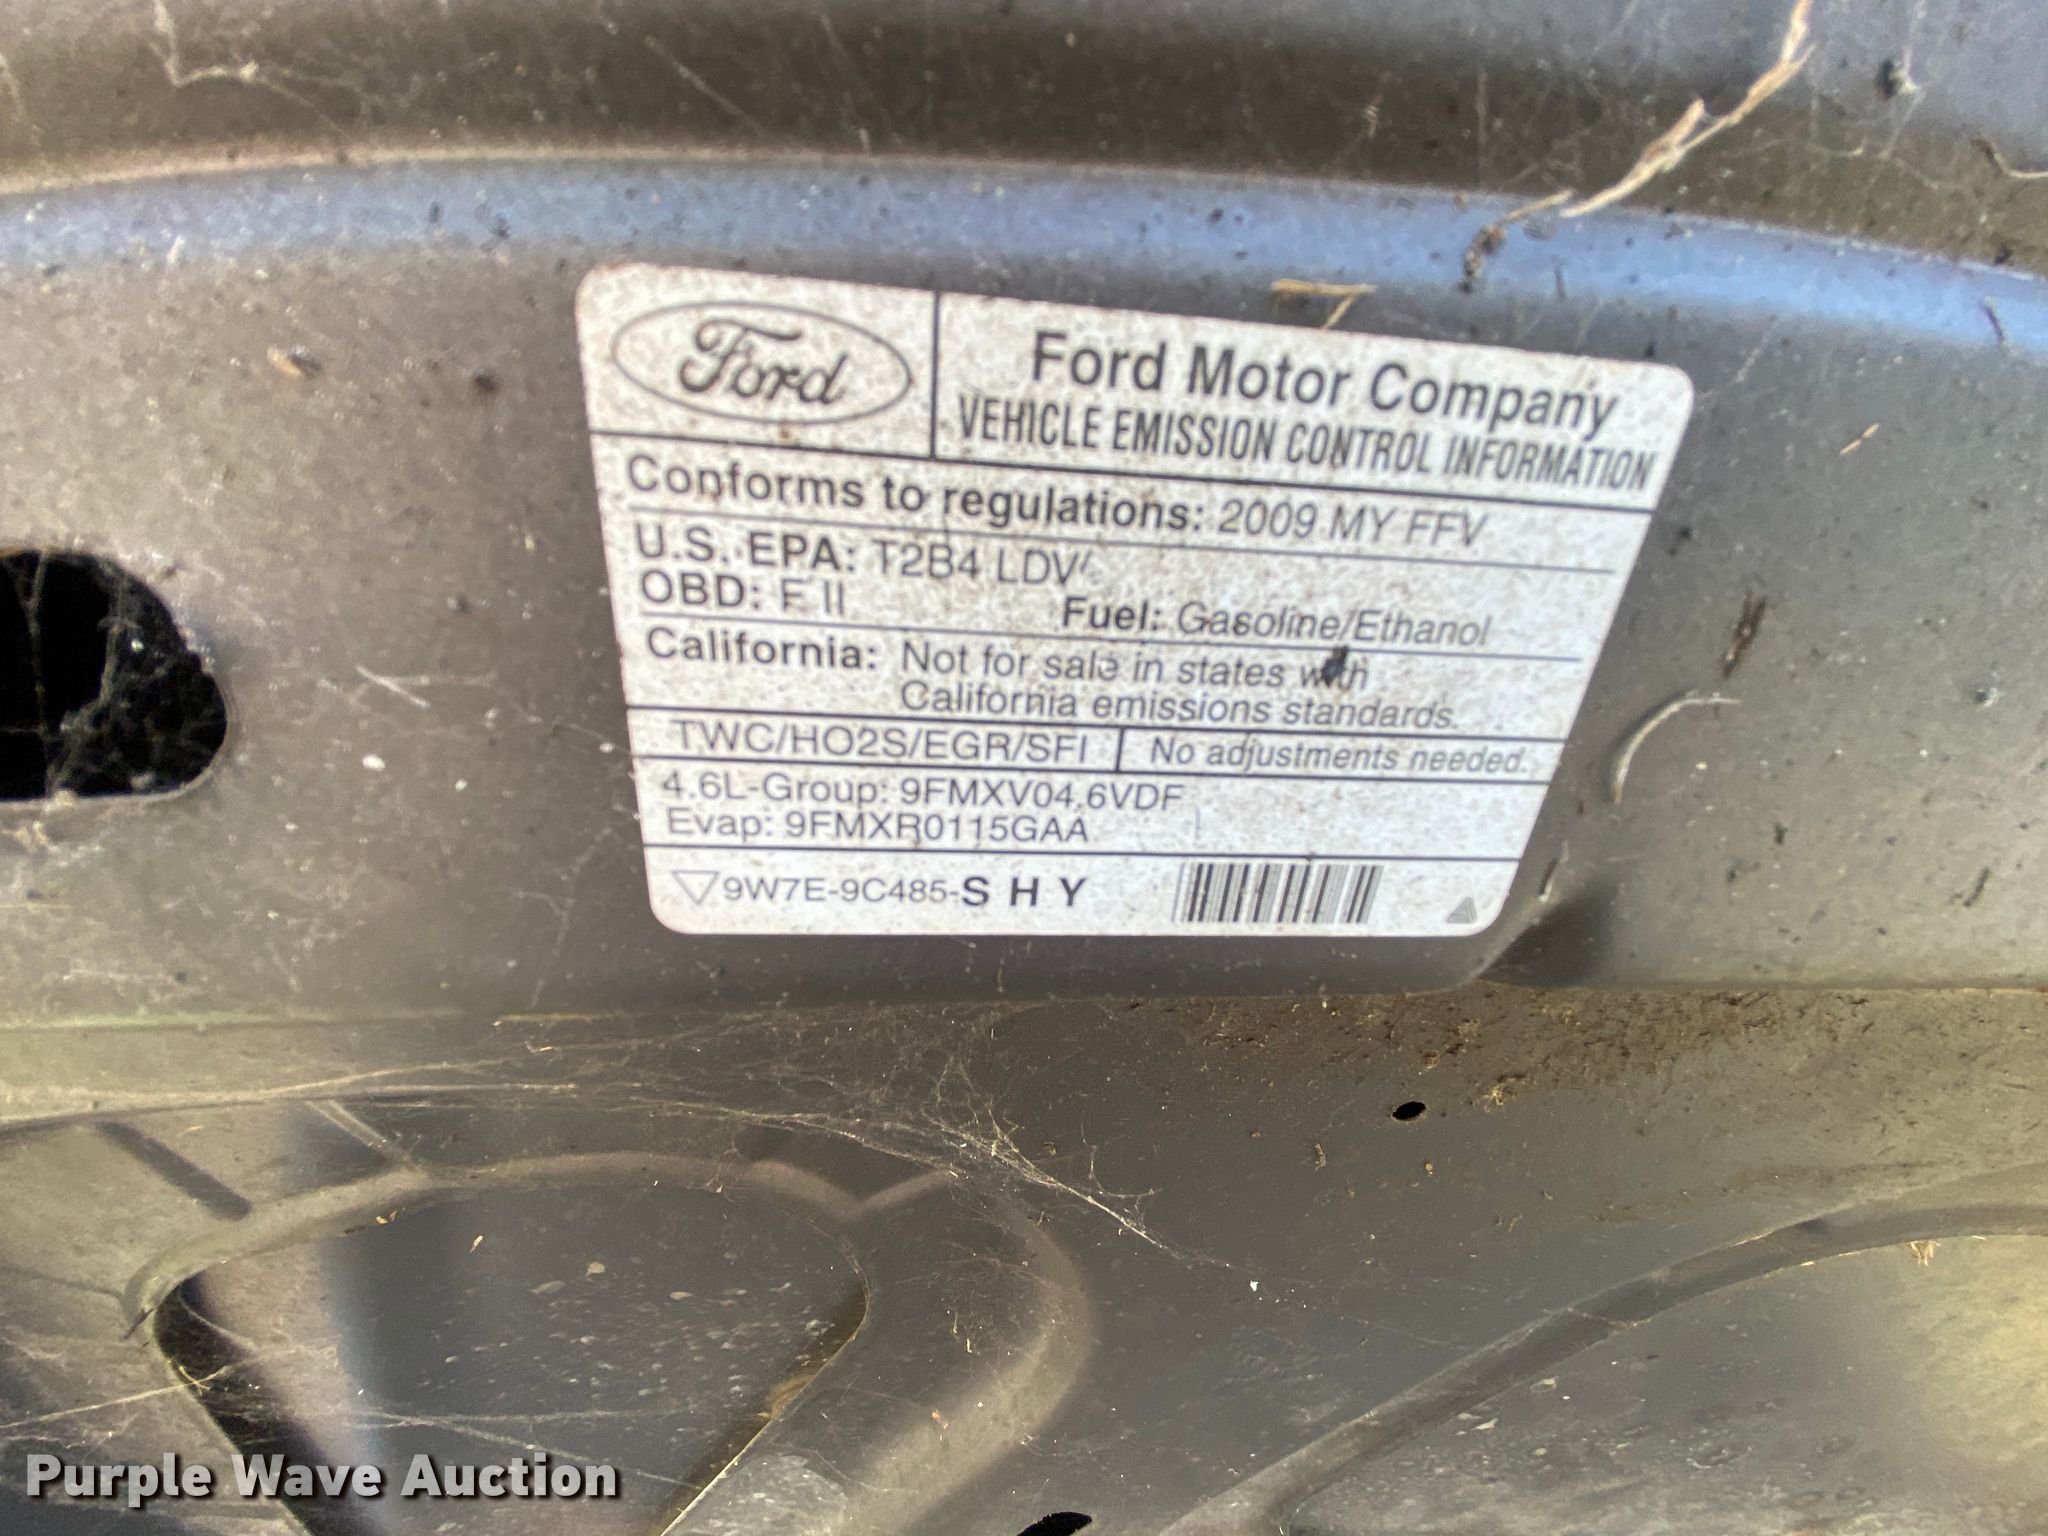 Ford
Ford Motor Company
VEHICLE EMISSION CONTROL INFORMATION
Conforms to regulations: 2009 MY FFV
U.S. EPA: T2B4 LDV
OBD: F II Fuel: Gasoline/Ethanol
California: Not for sale in states with
California emissions standards.
TWC/HO2S/EGR/SFI No adjustments needed.
4.6L-Group: 9FMXV04.6VDF
Evap: 9FMXR0115GAA
9W7E-9C485-S H Y
Purple Wave Auction